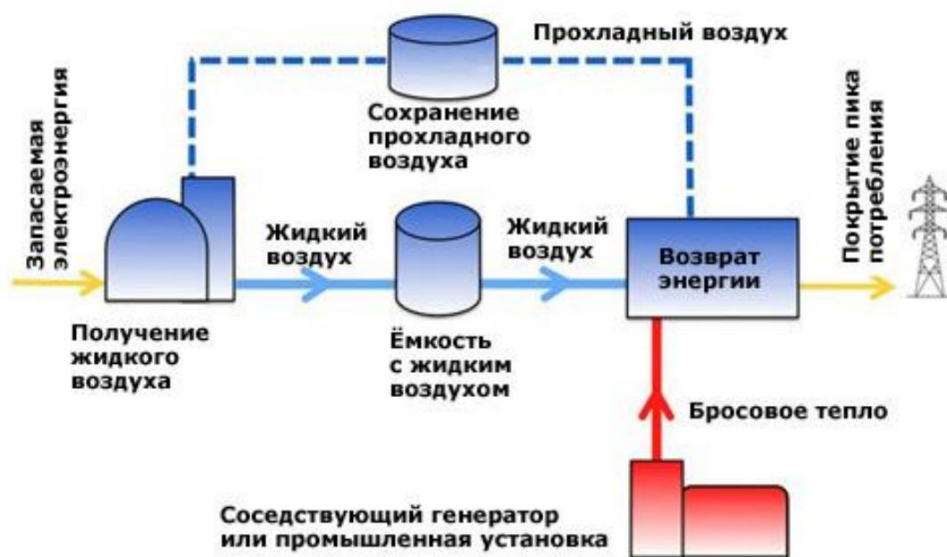 Прохладный воздух
Сохранение
прохладного
воздуха
Запасаемая
электроэнергия
Жидкий
воздух
Жидкий
воздух
Возврат
энергии
Покрытие пика
потребления
Получение
жидкого
воздуха
Ёмкость
с жидким
воздухом
Бросовое тепло
Соседствующий генератор
или промышленная установка